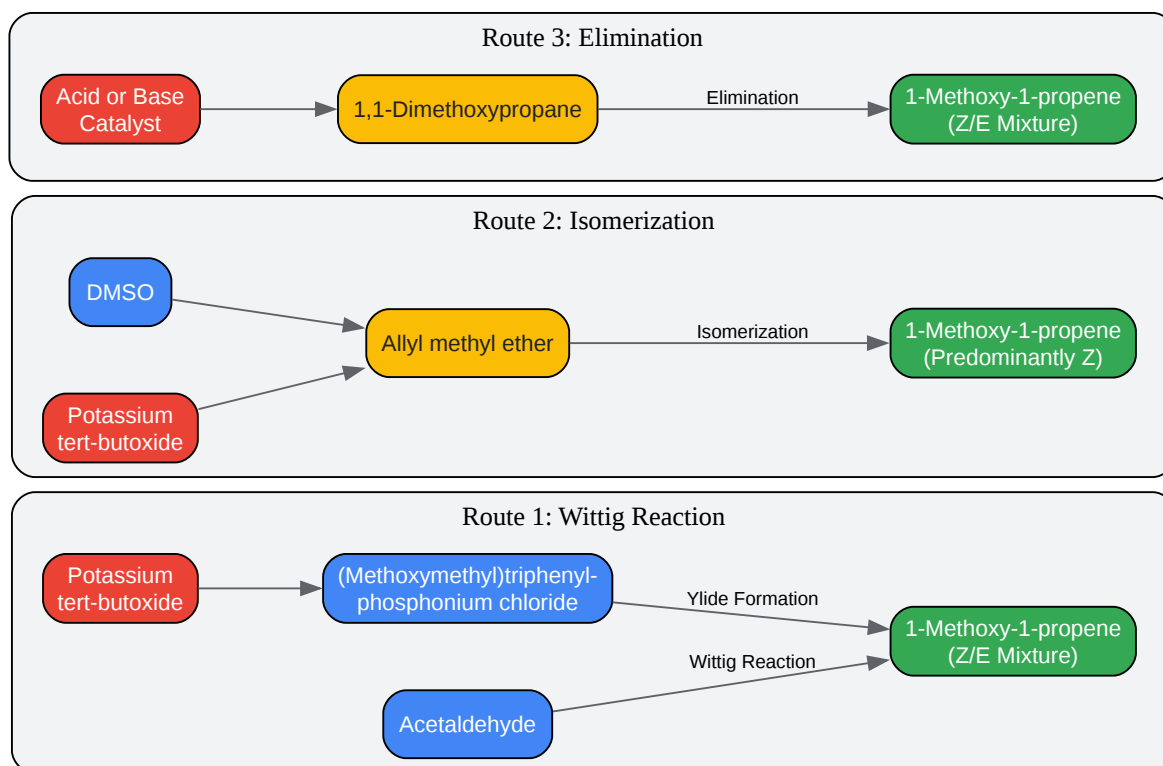 Route 3: Elimination
Acid or Base
Catalyst
1,1-Dimethoxypropane
Elimination
1-Methoxy-1-propene
(Z/E Mixture)
Route 2: Isomerization
DMSO
Potassium
tert-butoxide
Allyl methyl ether
Isomerization
1-Methoxy-1-propene
(Predominantly Z)
Route 1: Wittig Reaction
Potassium
tert-butoxide
(Methoxymethyl)triphenyl-
phosphonium chloride
Ylide Formation
Acetaldehyde
Wittig Reaction
1-Methoxy-1-propene
(Z/E Mixture)